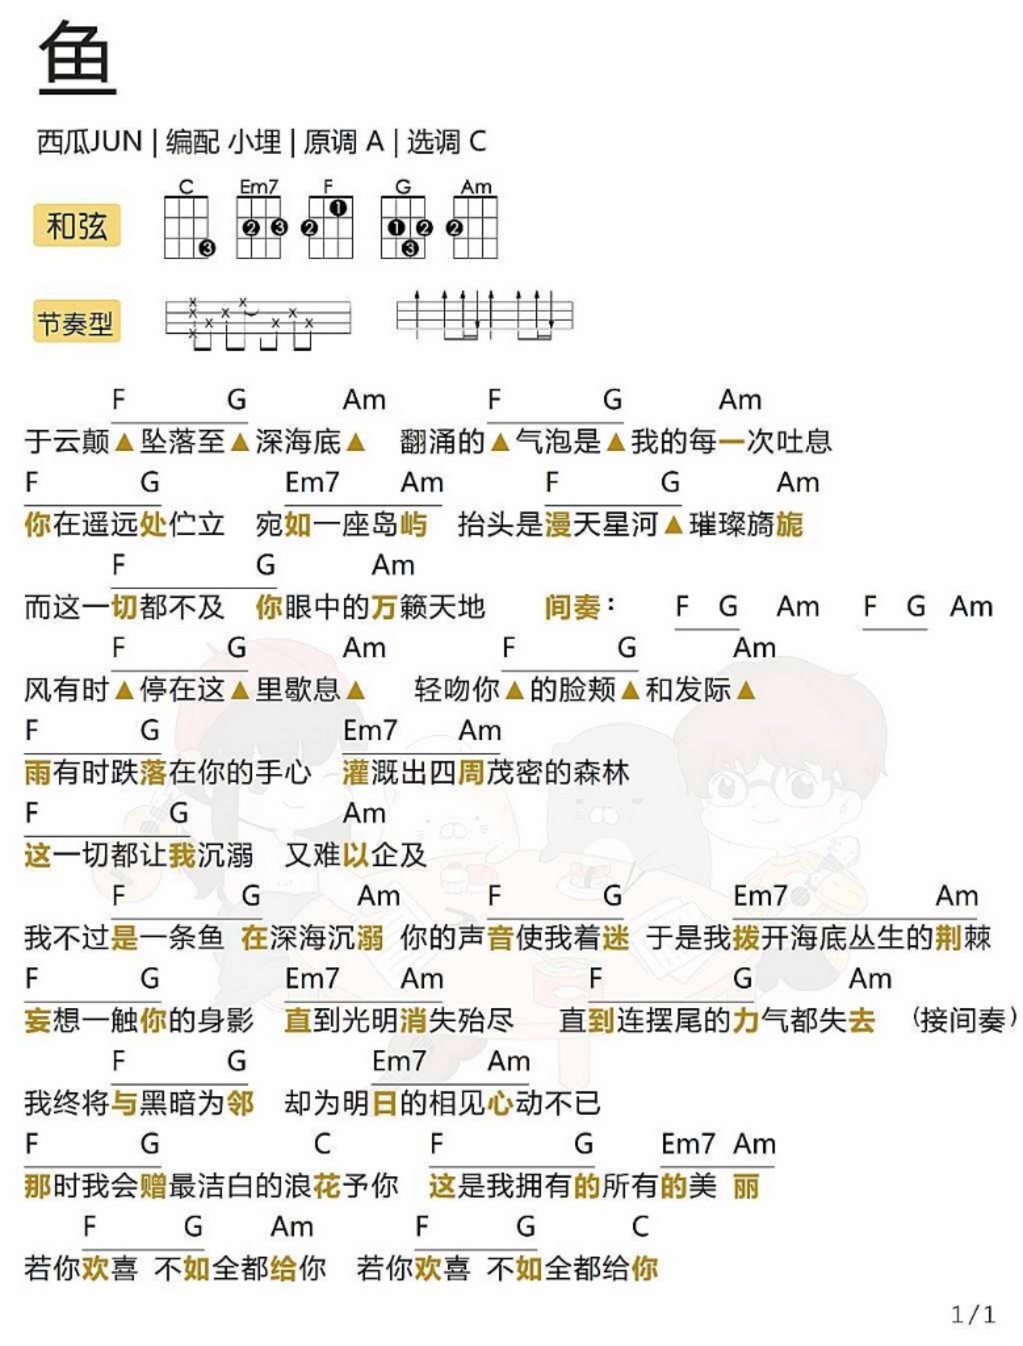 鱼
西瓜JUN | 编配 小埋 | 原调 A | 选调 C
和弦 C Em7 F G Am
3 2 3 2 1 1 2 3 2
节奏型
F G Am F G Am
于云颠▲坠落至▲深海底▲ 翻涌的▲气泡是▲我的每一次吐息
F G Em7 Am F G Am
你在遥远处伫立 宛如一座岛屿 抬头是漫天星河▲璀璨旖旎
F G Am
而这一切都不及 你眼中的万籁天地 间奏： F G Am F G Am
F G Am F G Am
风有时▲停在这▲里歇息▲ 轻吻你▲的脸颊▲和发际▲
F G Em7 Am
雨有时跌落在你的手心 灌溉出四周茂密的森林
F G Am
这一切都让我沉溺 又难以企及
F G Am F G Em7 Am
我不过是一条鱼 在深海沉溺 你的声音使我着迷 于是我拨开海底丛生的荆棘
F G Em7 Am F G Am
妄想一触你的身影 直到光明消失殆尽 直到连摆尾的力气都失去 (接间奏)
F G Em7 Am
我终将与黑暗为邻 却为明日的相见心动不已
F G C F G Em7 Am
那时我会赠最洁白的浪花予你 这是我拥有的所有的美 丽
F G Am F G C
若你欢喜 不如全都给你 若你欢喜 不如全都给你
1/1